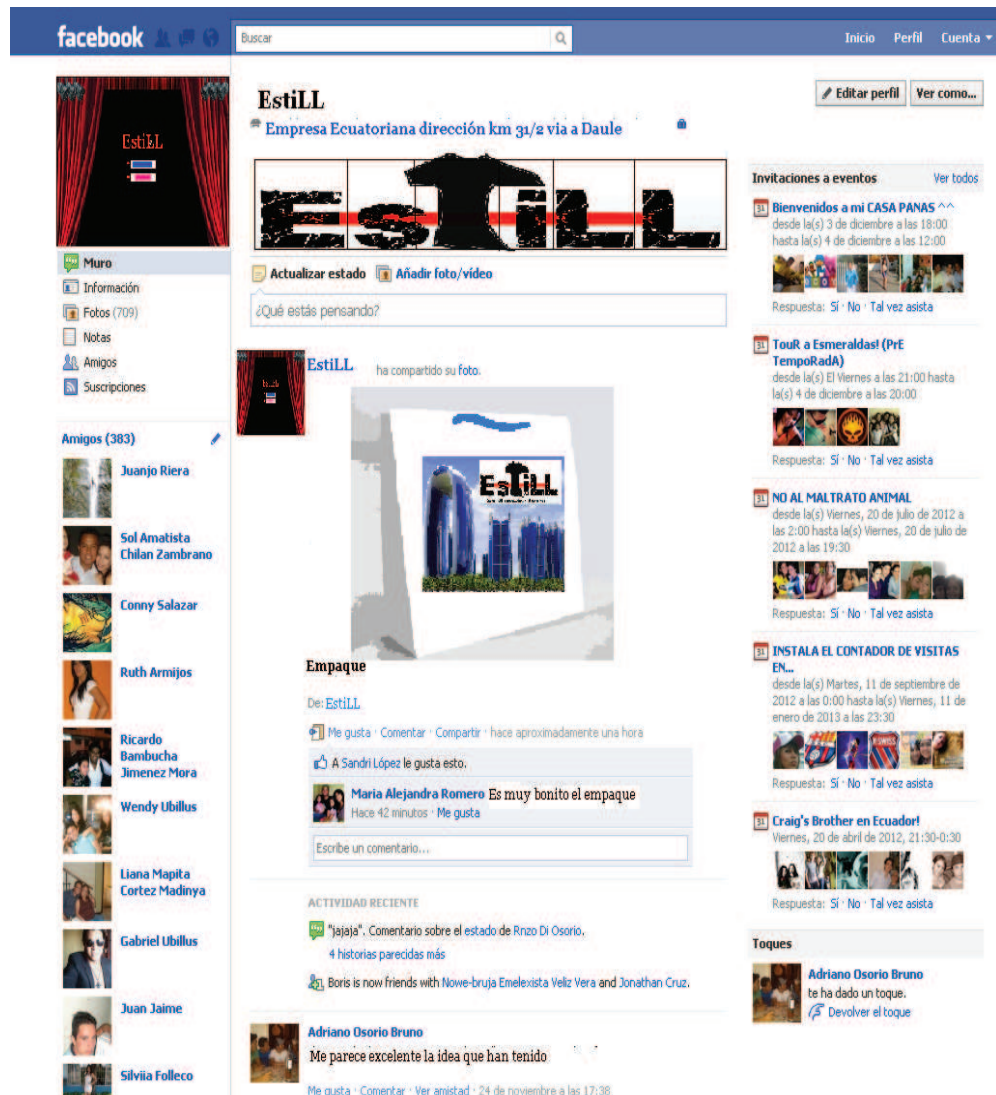 facebook
Buscar
Inicio Perfil Cuenta
EstiLL
Muro
Información
Fotos (709)
Notas
Amigos
Suscripciones
Amigos (383)
Juanjo Riera
Sol Amatista
Chilan Zambrano
Conny Salazar
Ruth Armijos
Ricardo
Bambucha
Jimenez Mora
Wendy Ubillus
Liana Mapita
Cortez Madinya
Gabriel Ubillus
Juan Jaime
Silviia Folleco
EstiLL
Empresa Ecuatoriana dirección km 31/2 via a Daule
EsTiLL
Actualizar estado Añadir foto/vídeo
¿Qué estás pensando?
EstiLL ha compartido su foto.
EsTiLL
Empaque
De: EstiLL
Me gusta · Comentar · Compartir · hace aproximadamente una hora
A Sandri López le gusta esto.
Maria Alejandra Romero Es muy bonito el empaque
Hace 42 minutos · Me gusta
Escribe un comentario...
ACTIVIDAD RECIENTE
"jajaja". Comentario sobre el estado de Rnzo Di Osorio.
4 historias parecidas más
Boris is now friends with Nowe-bruja Emelexista Veliz Vera and Jonathan Cruz.
Adriano Osorio Bruno
Me parece excelente la idea que han tenido
Me gusta · Comentar · Ver amistad · 24 de noviembre a las 17:38
Editar perfil Ver como...
Invitaciones a eventos Ver todos
31 Bienvenidos a mi CASA PANAS ^^
desde la(s) 3 de diciembre a las 18:00
hasta la(s) 4 de diciembre a las 12:00
Respuesta: Sí · No · Tal vez asista
31 TouR a Esmeraldas! (PrE
TempoRadA)
desde la(s) El Viernes a las 21:00 hasta
la(s) 4 de diciembre a las 20:00
Respuesta: Sí · No · Tal vez asista
31 NO AL MALTRATO ANIMAL
desde la(s) Viernes, 20 de julio de 2012 a
las 2:00 hasta la(s) Viernes, 20 de julio de
2012 a las 19:30
Respuesta: Sí · No · Tal vez asista
31 INSTALA EL CONTADOR DE VISITAS
EN...
desde la(s) Martes, 11 de septiembre de
2012 a las 0:00 hasta la(s) Viernes, 11 de
enero de 2013 a las 23:30
Respuesta: Sí · No · Tal vez asista
31 Craig's Brother en Ecuador!
Viernes, 20 de abril de 2012, 21:30-0:30
Respuesta: Sí · No · Tal vez asista
Toques
Adriano Osorio Bruno
te ha dado un toque.
Devolver el toque